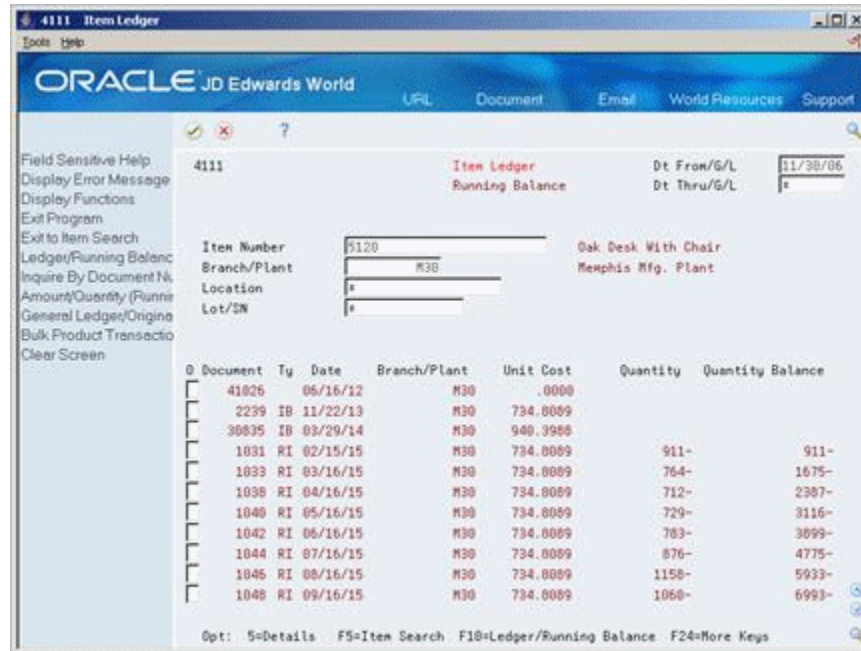 4111 Item Ledger
Tools Help
ORACLE JD Edwards World
URL Document Email World Resources Support
?
Field Sensitive Help
Display Error Message
Display Functions
Exit Program
Exit to Item Search
Ledger/Running Balanc
Inquire By Document Nu
Amount/Quantity (Runnin
General Ledger/Origina
Bulk Product Transactio
Clear Screen
4111 Item Ledger Dt From/G/L 11/30/06
Running Balance Dt Thru/G/L *
Item Number 5120 Oak Desk With Chair
Branch/Plant M30 Memphis Mfg. Plant
Location *
Lot/SN *
O Document Ty Date Branch/Plant Unit Cost Quantity Quantity Balance
41026 06/16/12 M30 .0000
2239 IB 11/22/13 M30 734.8089
30835 IB 03/29/14 M30 940.3988
1031 RI 02/15/15 M30 734.8089 911- 911-
1033 RI 03/16/15 M30 734.8089 764- 1675-
1038 RI 04/16/15 M30 734.8089 712- 2387-
1040 RI 05/16/15 M30 734.8089 729- 3116-
1042 RI 06/16/15 M30 734.8089 783- 3899-
1044 RI 07/16/15 M30 734.8089 876- 4775-
1046 RI 08/16/15 M30 734.8089 1158- 5933-
1048 RI 09/16/15 M30 734.8089 1060- 6993-
Opt: 5=Details F5=Item Search F10=Ledger/Running Balance F24=More Keys